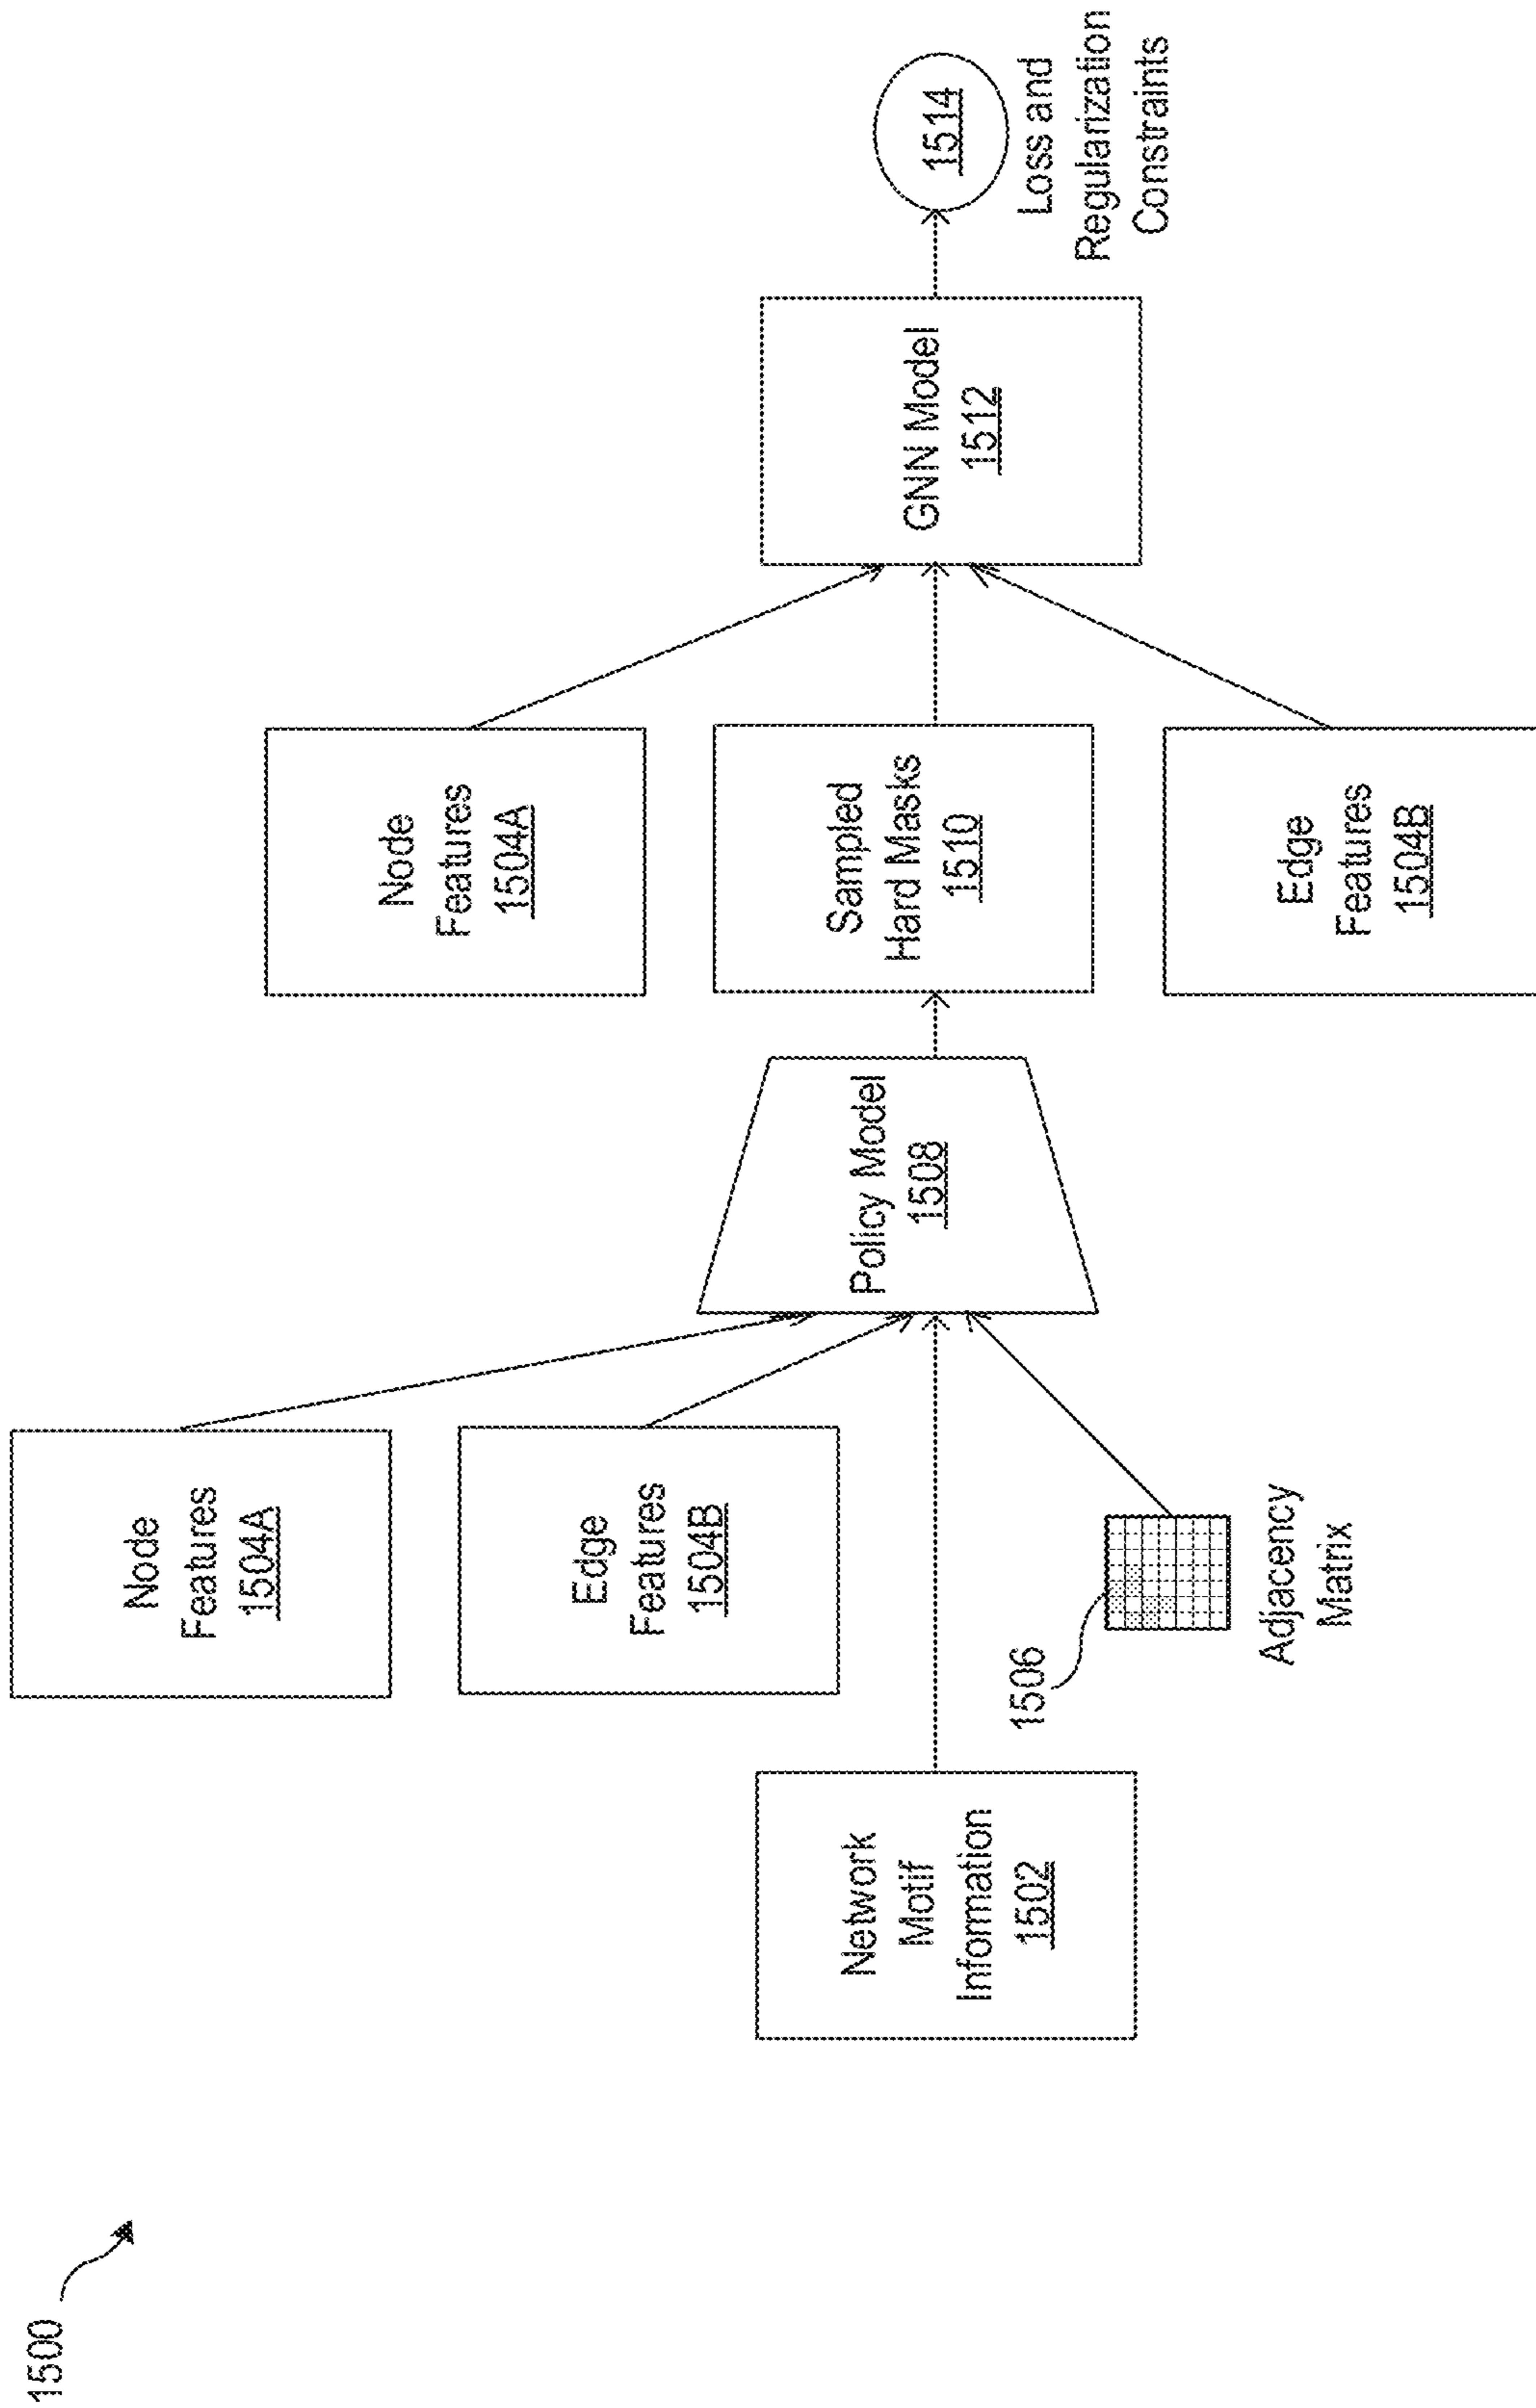 1500
Node
Features
1504A
Edge
Features
1504B
Network
Motif
Information
1502
1506
Adjacency
Matrix
Policy Model
1508
Node
Features
1504A
Sampled
Hard Masks
1510
Edge
Features
1504B
GNN Model
1512
1514
Loss and
Regularization
Constraints